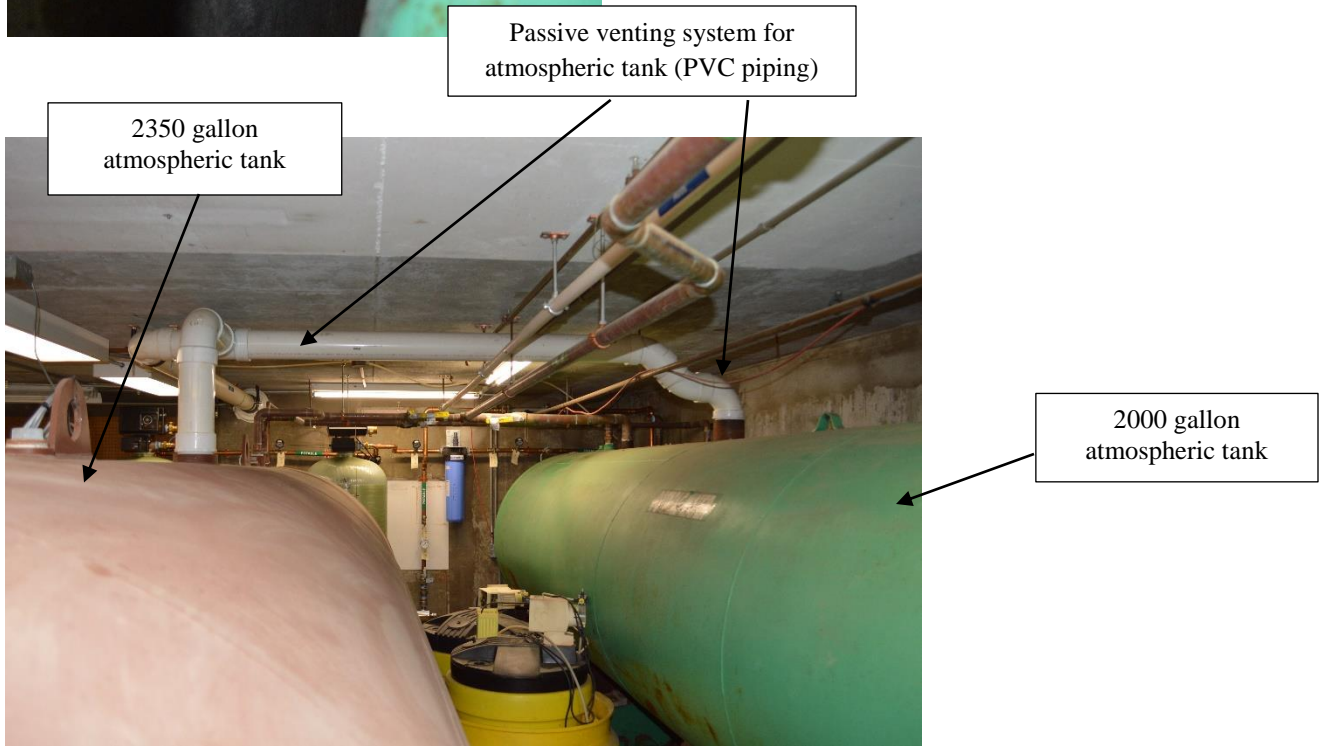 Passive venting system for
atmospheric tank (PVC piping)
2350 gallon
atmospheric tank
2000 gallon
atmospheric tank